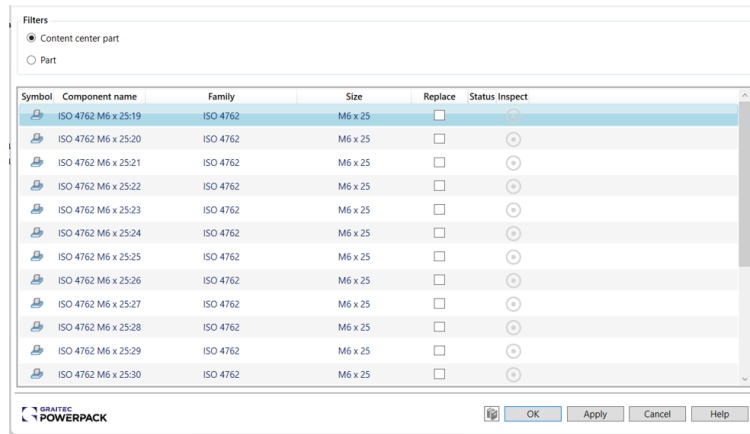 Filters
Content center part
Part
Symbol Component name Family Size Replace Status Inspect
ISO 4762 M6 x 25:19 ISO 4762 M6 x 25
ISO 4762 M6 x 25:20 ISO 4762 M6 x 25
ISO 4762 M6 x 25:21 ISO 4762 M6 x 25
ISO 4762 M6 x 25:22 ISO 4762 M6 x 25
ISO 4762 M6 x 25:23 ISO 4762 M6 x 25
ISO 4762 M6 x 25:24 ISO 4762 M6 x 25
ISO 4762 M6 x 25:25 ISO 4762 M6 x 25
ISO 4762 M6 x 25:26 ISO 4762 M6 x 25
ISO 4762 M6 x 25:27 ISO 4762 M6 x 25
ISO 4762 M6 x 25:28 ISO 4762 M6 x 25
ISO 4762 M6 x 25:29 ISO 4762 M6 x 25
ISO 4762 M6 x 25:30 ISO 4762 M6 x 25
GRAITEC
POWERPACK
OK Apply Cancel Help